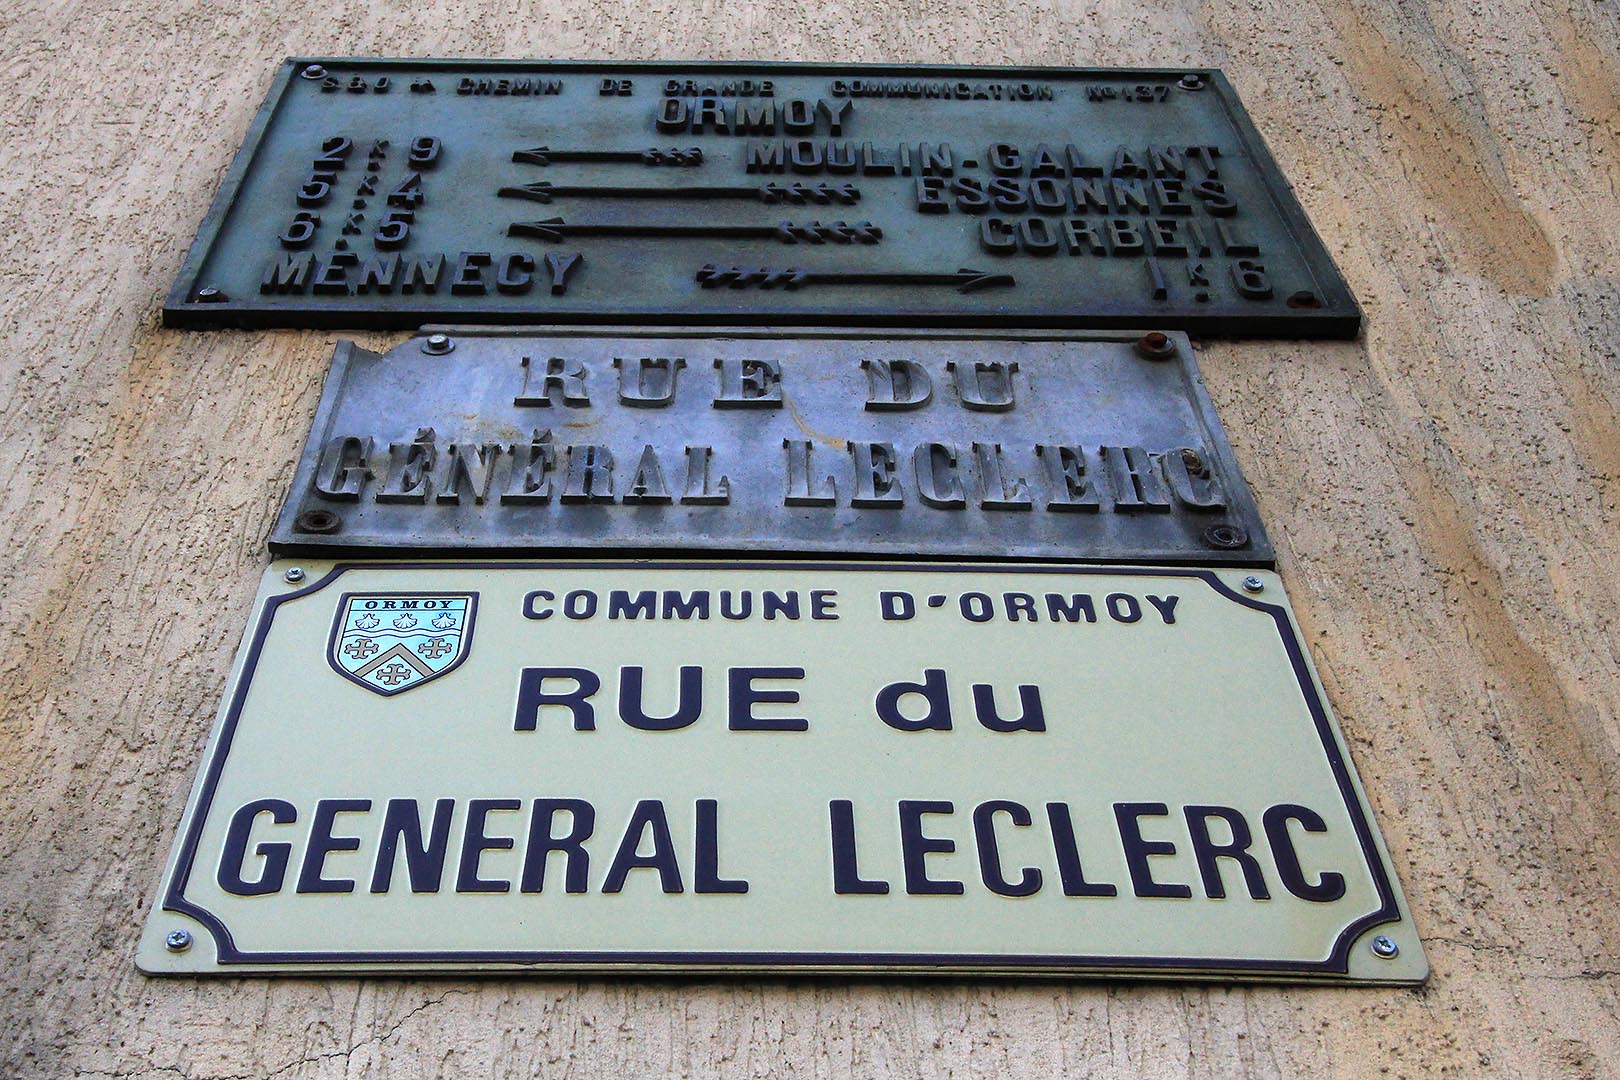 S & O CHEMIN DE GRANDE COMMUNICATION No 137
ORMOY
2 K 9 MOULIN-GALANT
5 K 4 ESSONNES
6 K 5 CORBEIL
MENNECY 1 K 6
RUE DU
GÉNÉRAL LECLERC
ORMOY
COMMUNE D'ORMOY
RUE du
GENERAL LECLERC